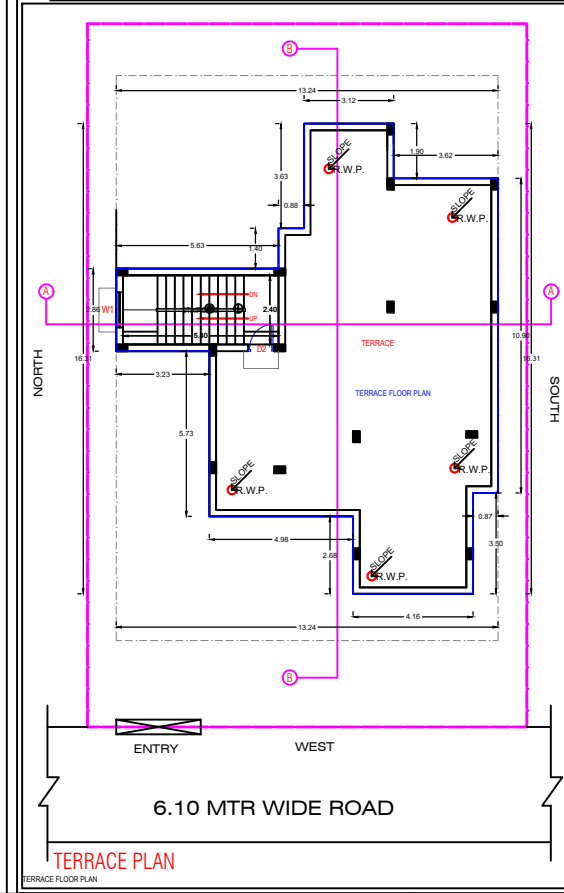 B
13.24
3.12
1.90
3.62
3.63
0.88
SLOPE
R.W.P.
SLOPE
R.W.P.
5.63
1.40
A
A
2.86
W1
DN
UP
2.40
5.40
D2
16.31
10.90
16.31
TERRACE
TERRACE FLOOR PLAN
NORTH
SOUTH
3.23
5.73
SLOPE
R.W.P.
SLOPE
R.W.P.
0.87
3.50
4.98
2.68
SLOPE
R.W.P.
4.16
13.24
B
ENTRY
WEST
6.10 MTR WIDE ROAD
TERRACE PLAN
TERRACE FLOOR PLAN